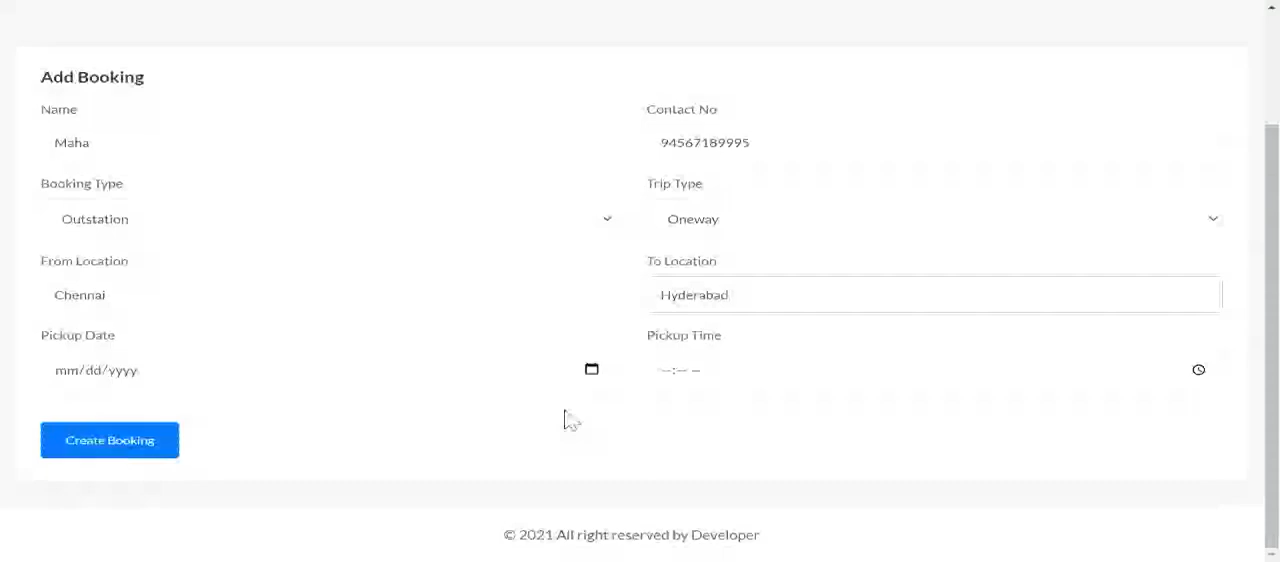 Add Booking
Name Contact No
Maha 94567189995
Booking Type Trip Type
Outstation Oneway
From Location To Location
Chennai Hyderabad
Pickup Date Pickup Time
mm/dd/yyyy --:-- --
Create Booking
© 2021 All right reserved by Developer